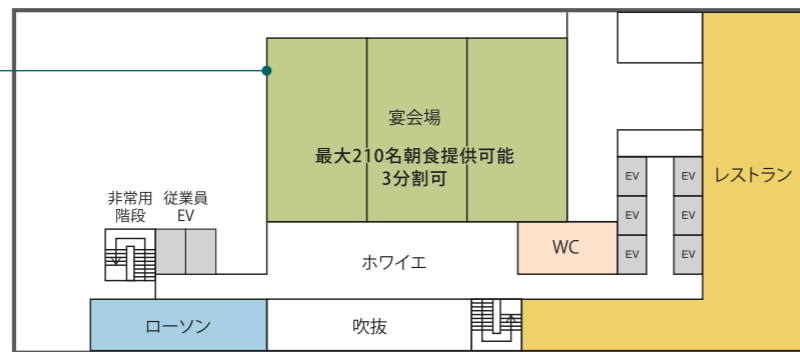 宴会場
最大210名朝食提供可能
3分割可
レストラン
EV EV
EV EV
EV EV
非常用
階段
従業員
EV
ホワイエ
WC
ローソン
吹抜